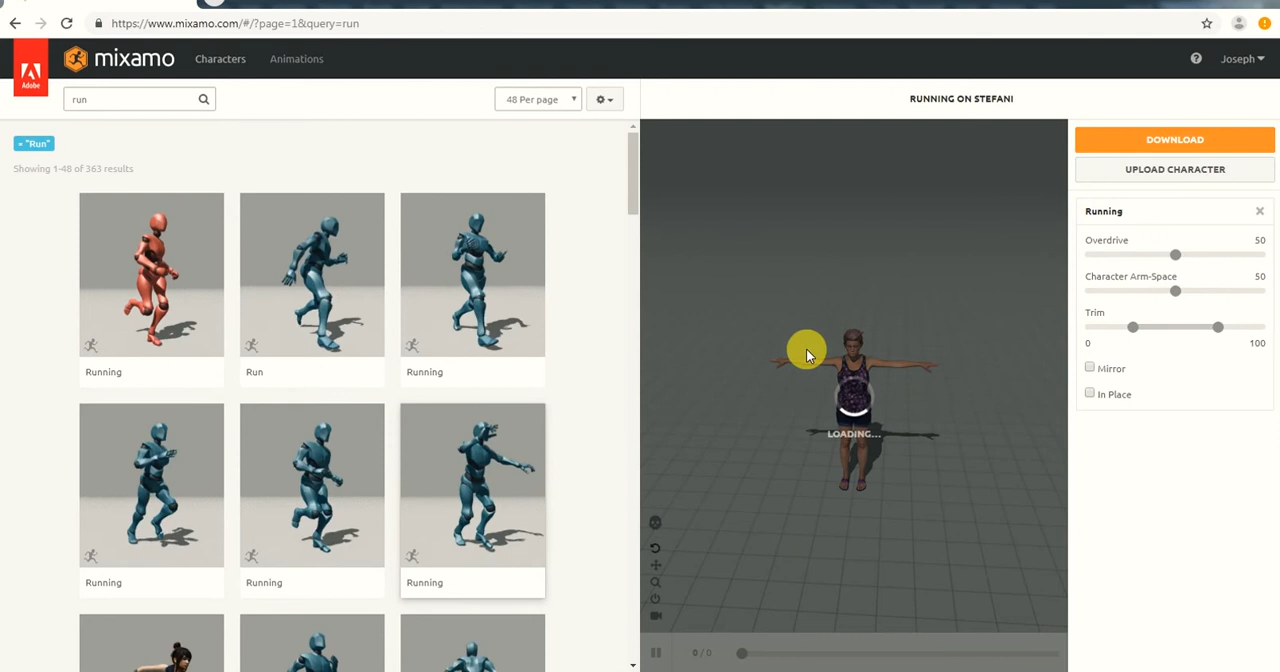 https://www.mixamo.com/#/?page=1&query=run
Adobe
mixamo
Characters
Animations
Joseph
run
48 Per page
RUNNING ON STEFANI
"Run"
Showing 1-48 of 363 results
DOWNLOAD
UPLOAD CHARACTER
Running
Overdrive 50
Character Arm-Space 50
Trim
0 100
Mirror
In Place
Running
Run
Running
LOADING...
Running
Running
Running
0 / 0